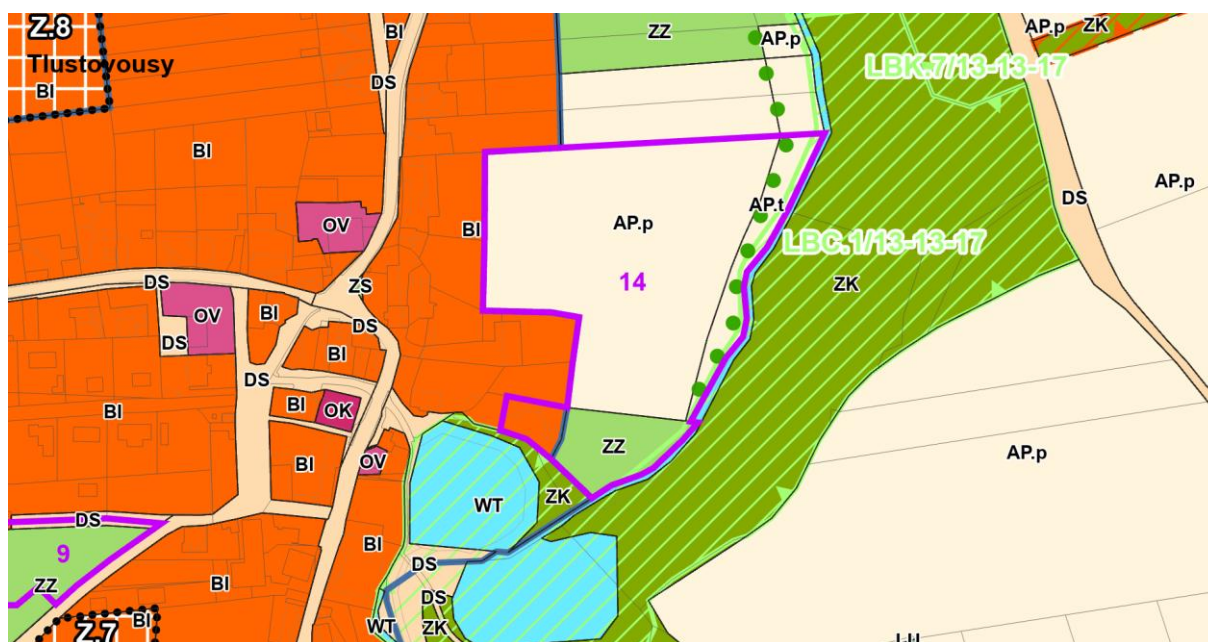 Z.8
Tlustovousy
BI
BI
DS
ZZ
AP.p
AP.p
ZK
LBK.7/13-13-17
BI
OV
BI
AP.p
AP.t
DS
AP.p
LBC.1/13-13-17
14
ZK
DS
ZS
OV
BI
DS
DS
BI
DS
BI
OK
BI
BI
OV
ZZ
AP.p
WT
ZK
DS
9
ZZ
BI
BI
DS
DS
BI
Z.7
WT
ZK